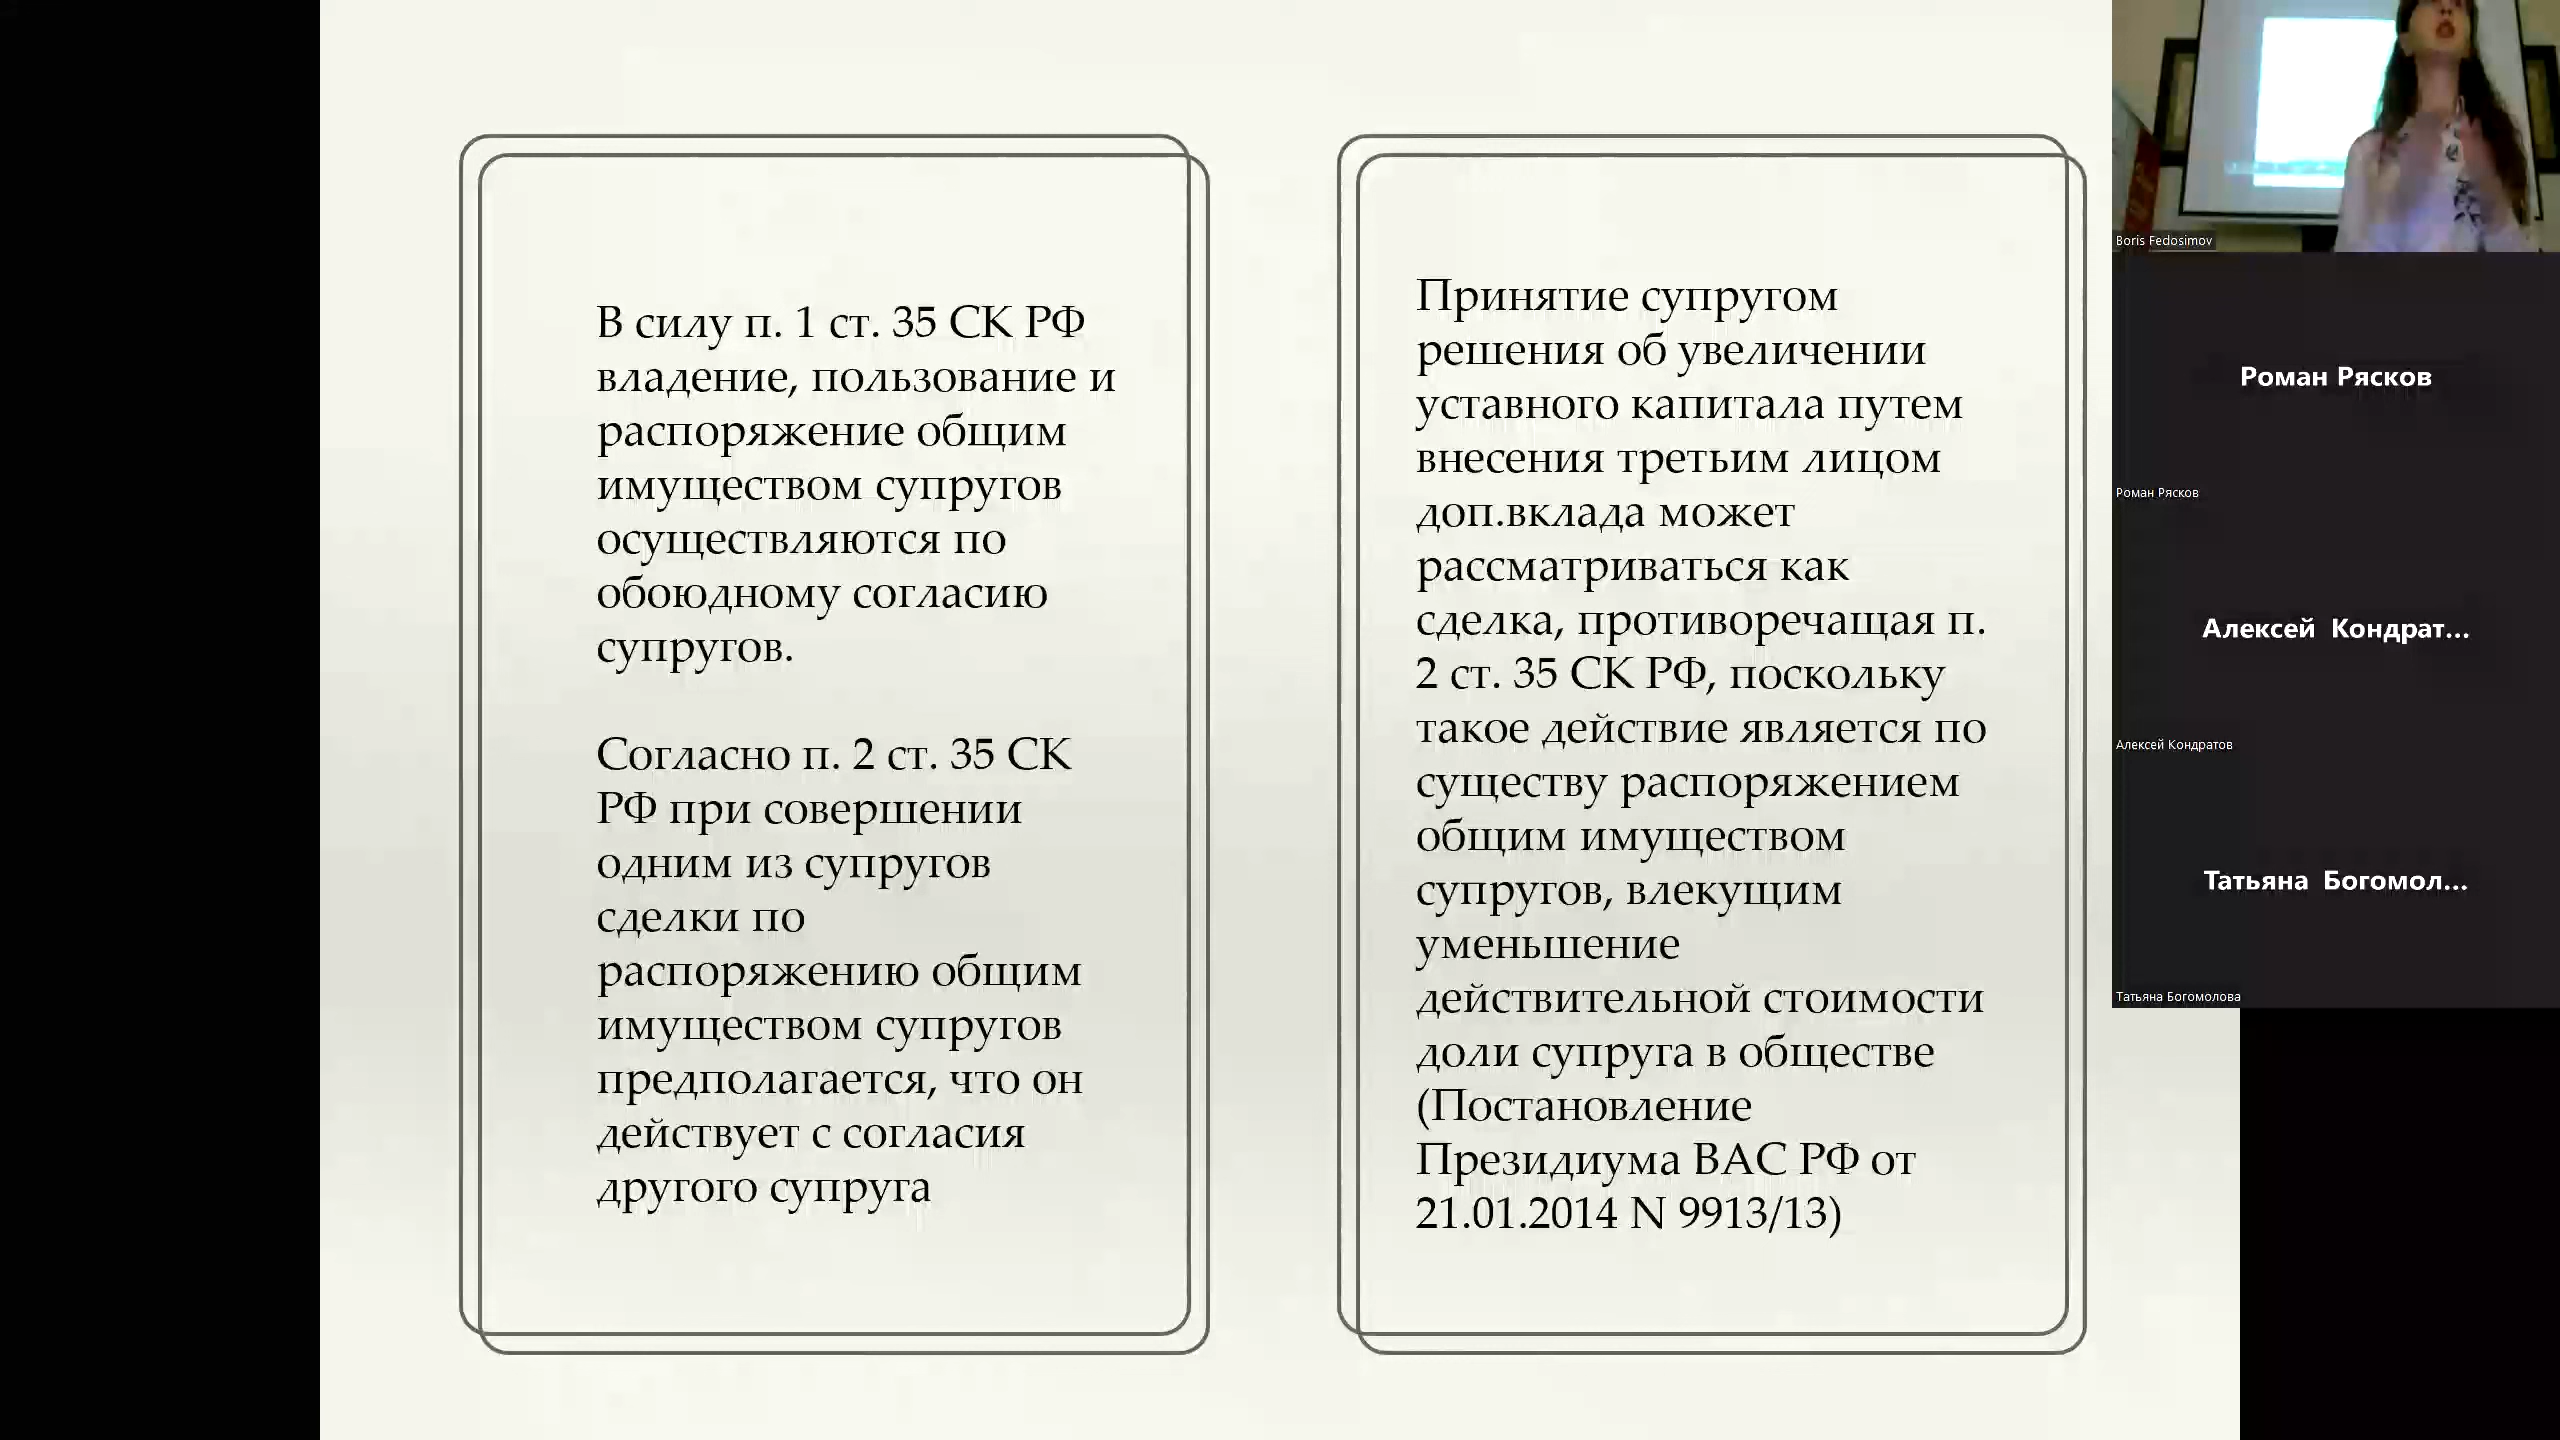 В силу п. 1 ст. 35 СК РФ
владение, пользование и
распоряжение общим
имуществом супругов
осуществляются по
обоюдному согласию
супругов.
Согласно п. 2 ст. 35 СК
РФ при совершении
одним из супругов
сделки по
распоряжению общим
имуществом супругов
предполагается, что он
действует с согласия
другого супруга
Принятие супругом
решения об увеличении
уставного капитала путем
внесения третьим лицом
доп.вклада может
рассматриваться как
сделка, противоречащая п.
2 ст. 35 СК РФ, поскольку
такое действие является по
существу распоряжением
общим имуществом
супругов, влекущим
уменьшение
действительной стоимости
доли супруга в обществе
(Постановление
Президиума ВАС РФ от
21.01.2014 N 9913/13)
Boris Fedosimov
Роман Рясков
Роман Рясков
Алексей Кондрат...
Алексей Кондратов
Татьяна Богомол...
Татьяна Богомолова